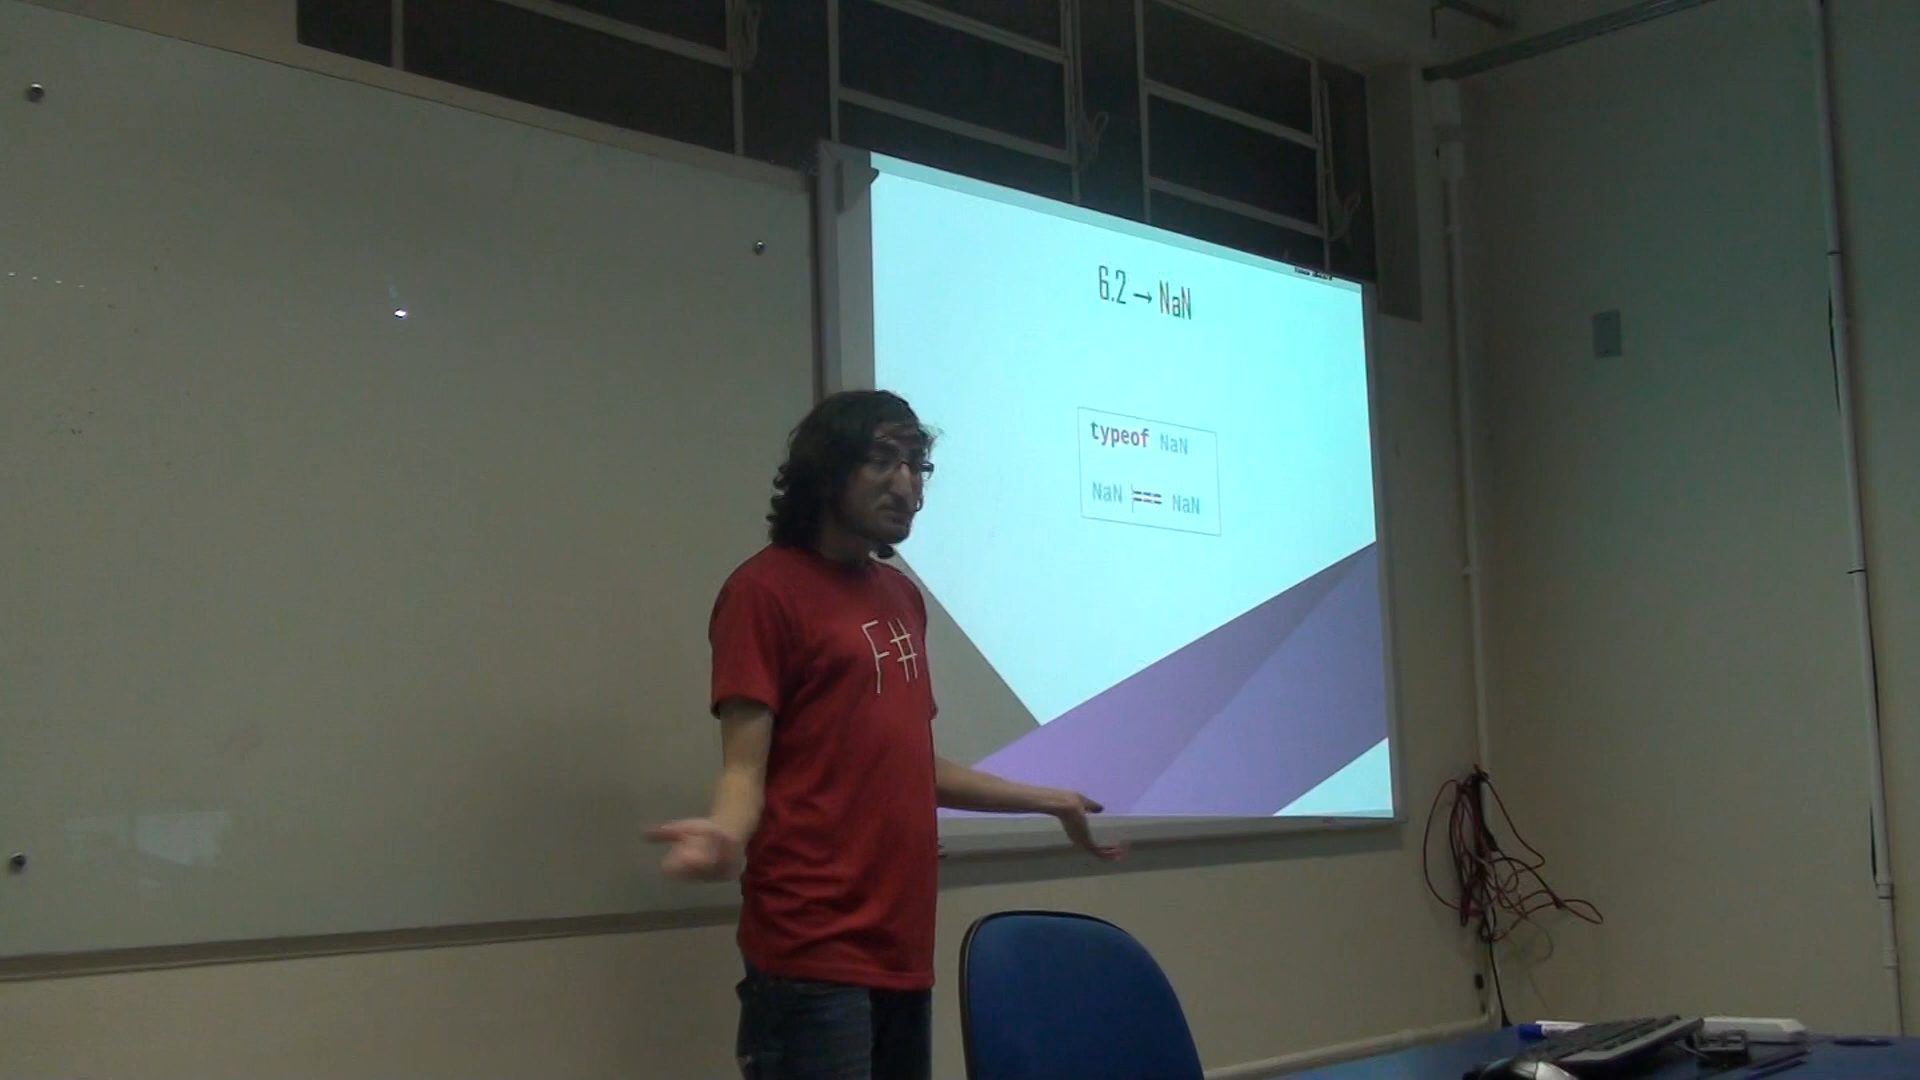 6.2 → NaN
typeof NaN
NaN === NaN
F#